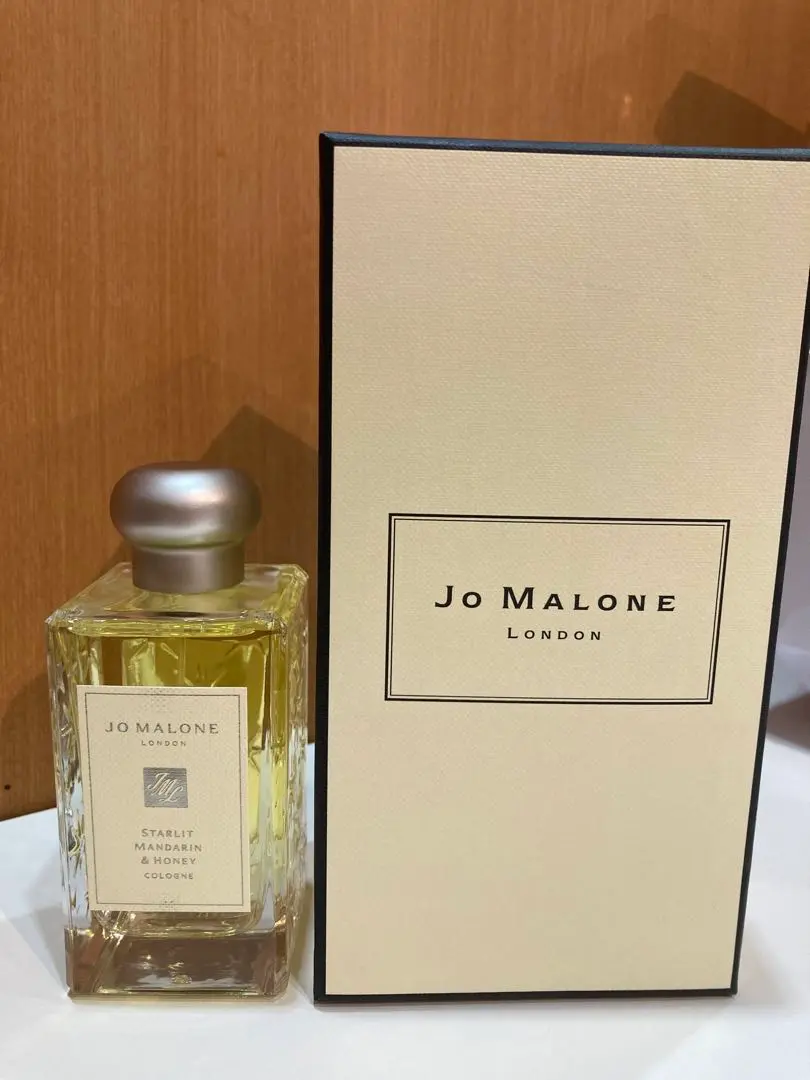 JO MALONE
LONDON
JML
STARLIT
MANDARIN
& HONEY
COLOGNE
JO MALONE
LONDON